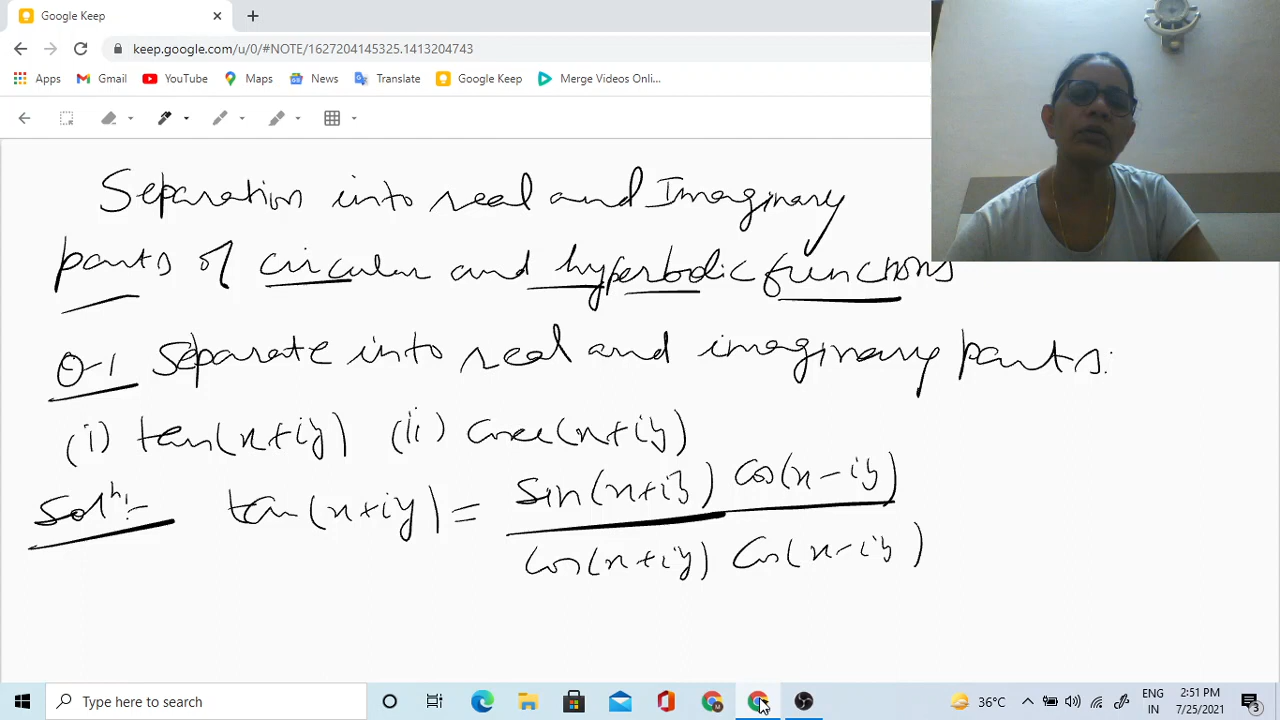 Google Keep
keep.google.com/u/0/#NOTE/1627204145325.1413204743
Apps Gmail YouTube Maps News Translate Google Keep Merge Videos Onli...
Separation into real and Imaginary
parts of circular and hyperbolic functions
Q-1 Separate into real and imaginary parts:
(i) tan(x+iy) (ii) cosec(x+iy)
Solⁿ:- tan(x+iy) = sin(x+iy) cos(x-iy)
cos(x+iy) cos(x-iy)
Type here to search
36°C
ENG
IN
2:51 PM
7/25/2021
3